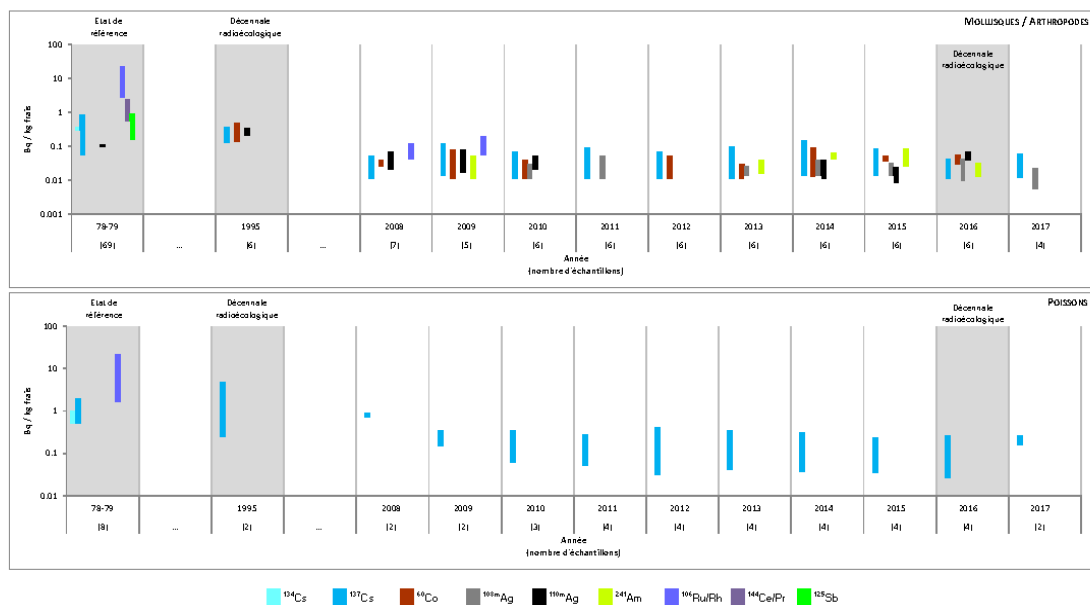 MOLLUSQUES / ARTHROPODES
Etat de référence
Décennale radioécologique
Décennale radioécologique
Bq / kg frais
100
10
1
0.1
0.01
0.001
78-79 ... 1995 ... 2008 2009 2010 2011 2012 2013 2014 2015 2016 2017
(69) (6) (7) (5) (6) (6) (6) (6) (6) (6) (6) (4)
Année
(nombre d'échantillons)
POISSONS
Etat de référence
Décennale radioécologique
Décennale radioécologique
Bq / kg frais
100
10
1
0.1
0.01
78-79 ... 1995 ... 2008 2009 2010 2011 2012 2013 2014 2015 2016 2017
(8) (2) (2) (2) (3) (4) (4) (4) (4) (4) (4) (2)
Année
(nombre d'échantillons)
134Cs 137Cs 60Co 108mAg 110mAg 241Am 106Ru/Rh 144Ce/Pr 125Sb